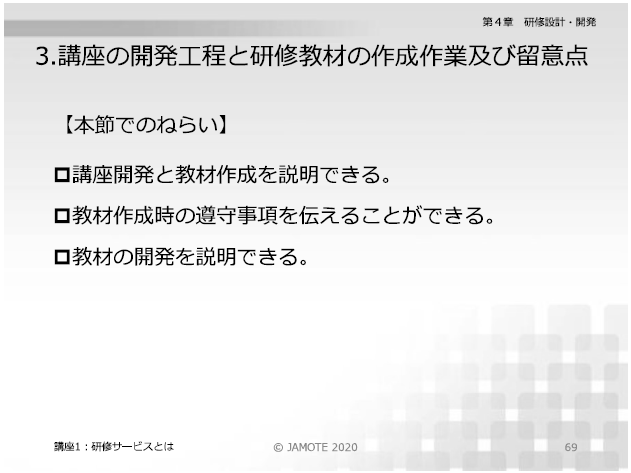 第４章　研修設計・開発
3.講座の開発工程と研修教材の作成作業及び留意点
【本節でのねらい】
講座開発と教材作成を説明できる。
教材作成時の遵守事項を伝えることができる。
教材の開発を説明できる。
講座1：研修サービスとは
© JAMOTE 2020
69